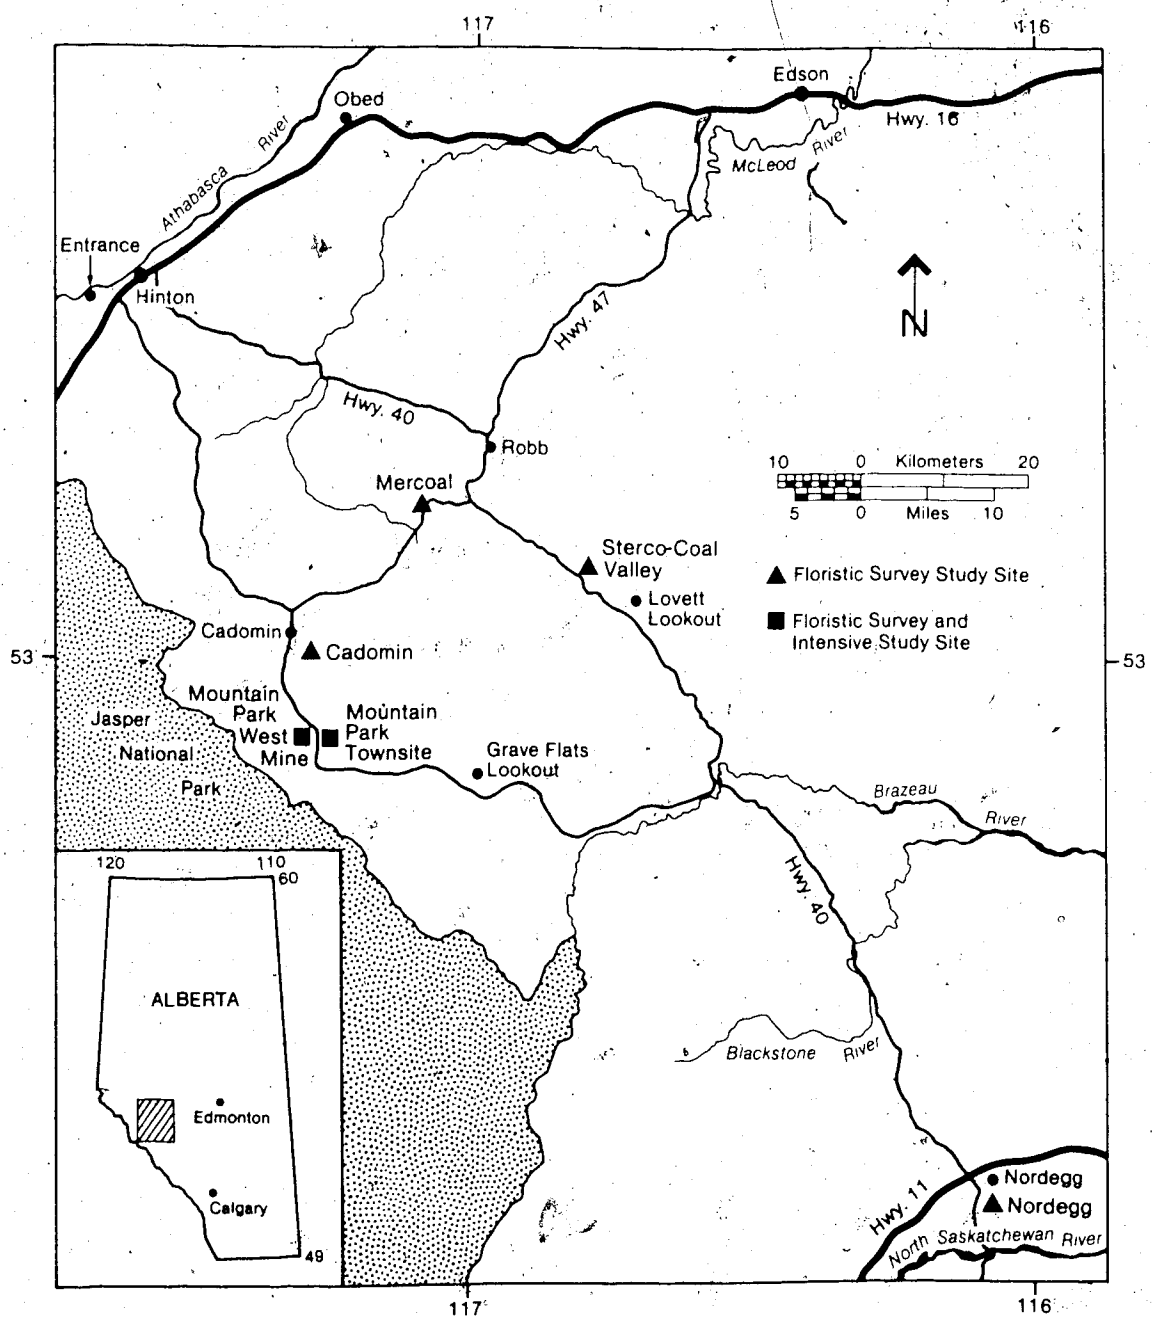 117
116
Edson
Obed
Hwy. 16
River
McLeod
River
Athabasca
Entrance
Hinton
N
Hwy. 47
Hwy. 40
Robb
10 0 Kilometers 20
5 0 Miles 10
Mercoal
Sterco-Coal
Valley
Lovett
Lookout
Floristic Survey Study Site
Floristic Survey and
Intensive Study Site
Cadomin
Cadomin
53
53
Mountain
Park
West
Mine
Mountain
Park
Townsite
Grave Flats
Lookout
Jasper
National
Park
Brazeau
River
Hwy. 40
120
110
60
ALBERTA
Edmonton
Calgary
49
Blackstone River
Nordegg
Nordegg
Hwy. 11
North Saskatchewan River
117
116